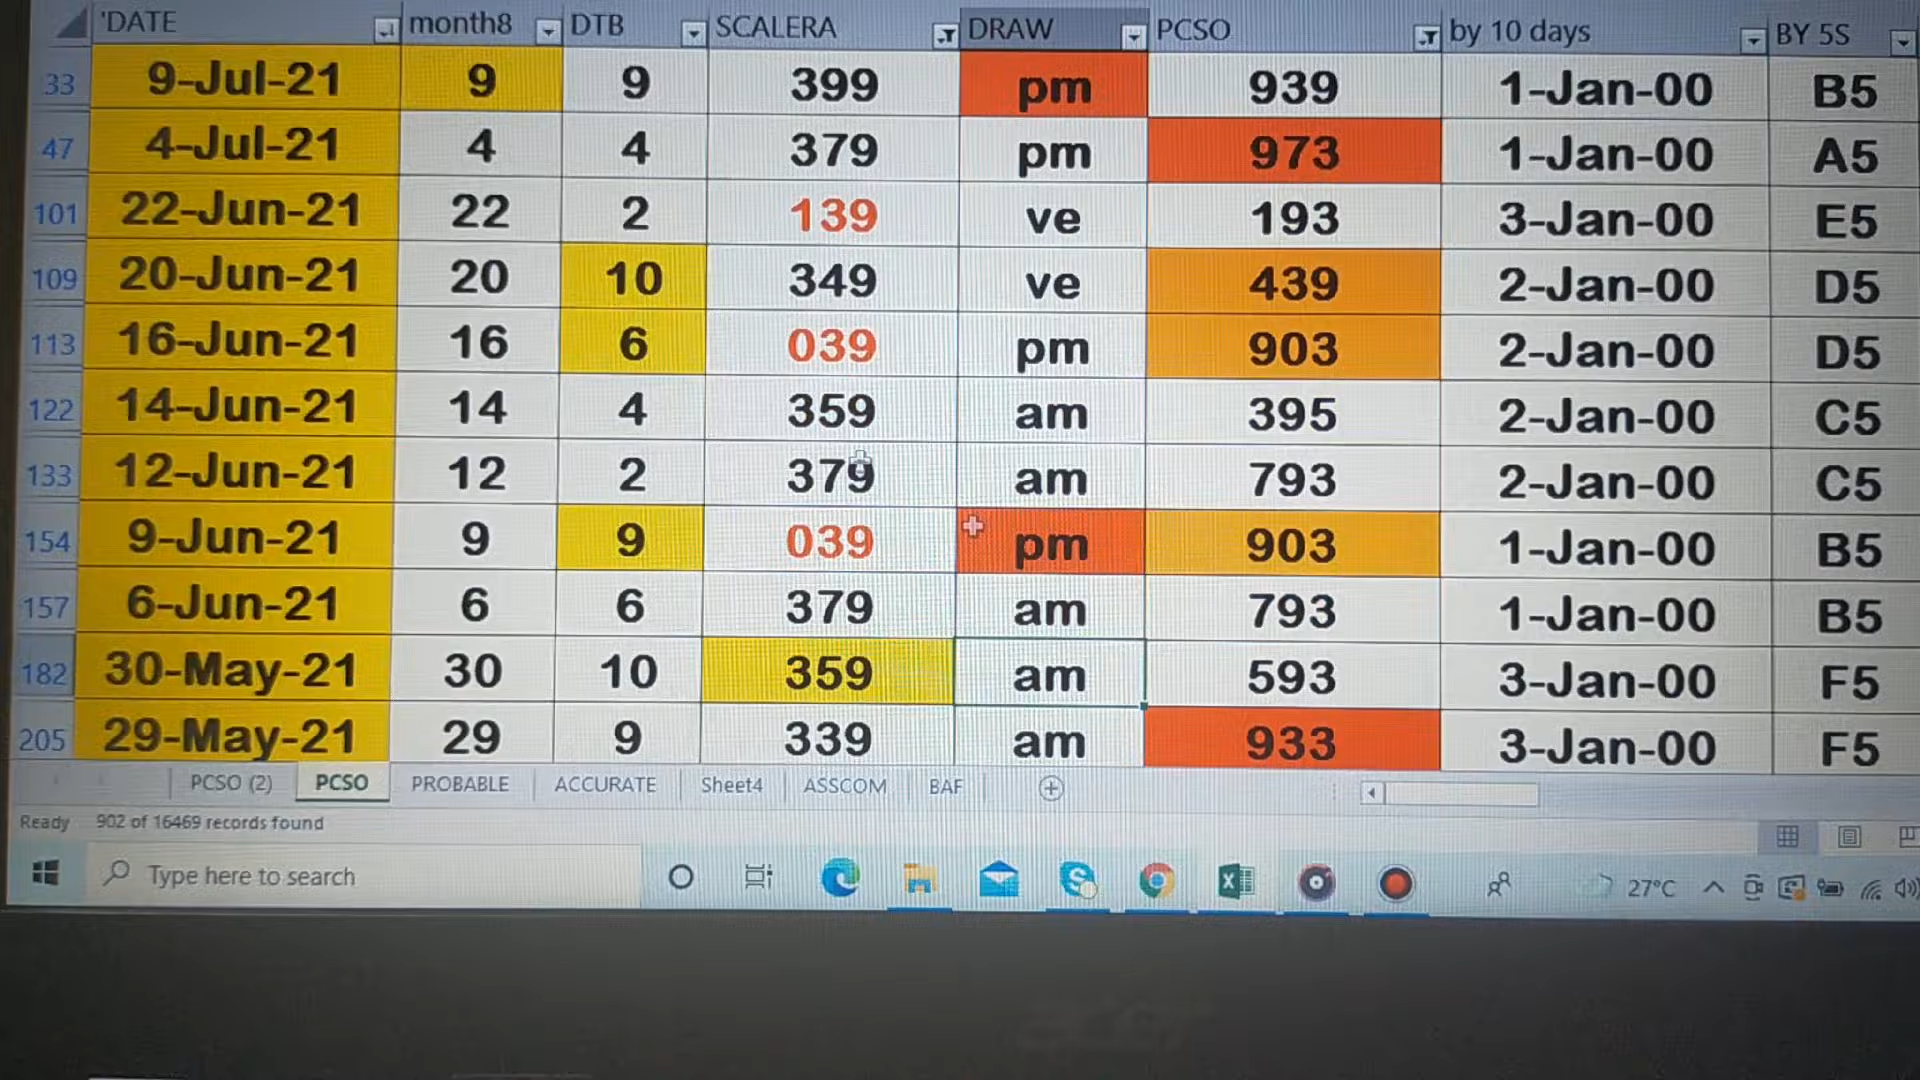 'DATE month8 DTB SCALERA DRAW PCSO by 10 days BY 5S
33 9-Jul-21 9 9 399 pm 939 1-Jan-00 B5
47 4-Jul-21 4 4 379 pm 973 1-Jan-00 A5
101 22-Jun-21 22 2 139 ve 193 3-Jan-00 E5
109 20-Jun-21 20 10 349 ve 439 2-Jan-00 D5
113 16-Jun-21 16 6 039 pm 903 2-Jan-00 D5
122 14-Jun-21 14 4 359 am 395 2-Jan-00 C5
133 12-Jun-21 12 2 379 am 793 2-Jan-00 C5
154 9-Jun-21 9 9 039 pm 903 1-Jan-00 B5
157 6-Jun-21 6 6 379 am 793 1-Jan-00 B5
182 30-May-21 30 10 359 am 593 3-Jan-00 F5
205 29-May-21 29 9 339 am 933 3-Jan-00 F5
PCSO (2) PCSO PROBABLE ACCURATE Sheet4 ASSCOM BAF
Ready 902 of 16469 records found
Type here to search 27°C